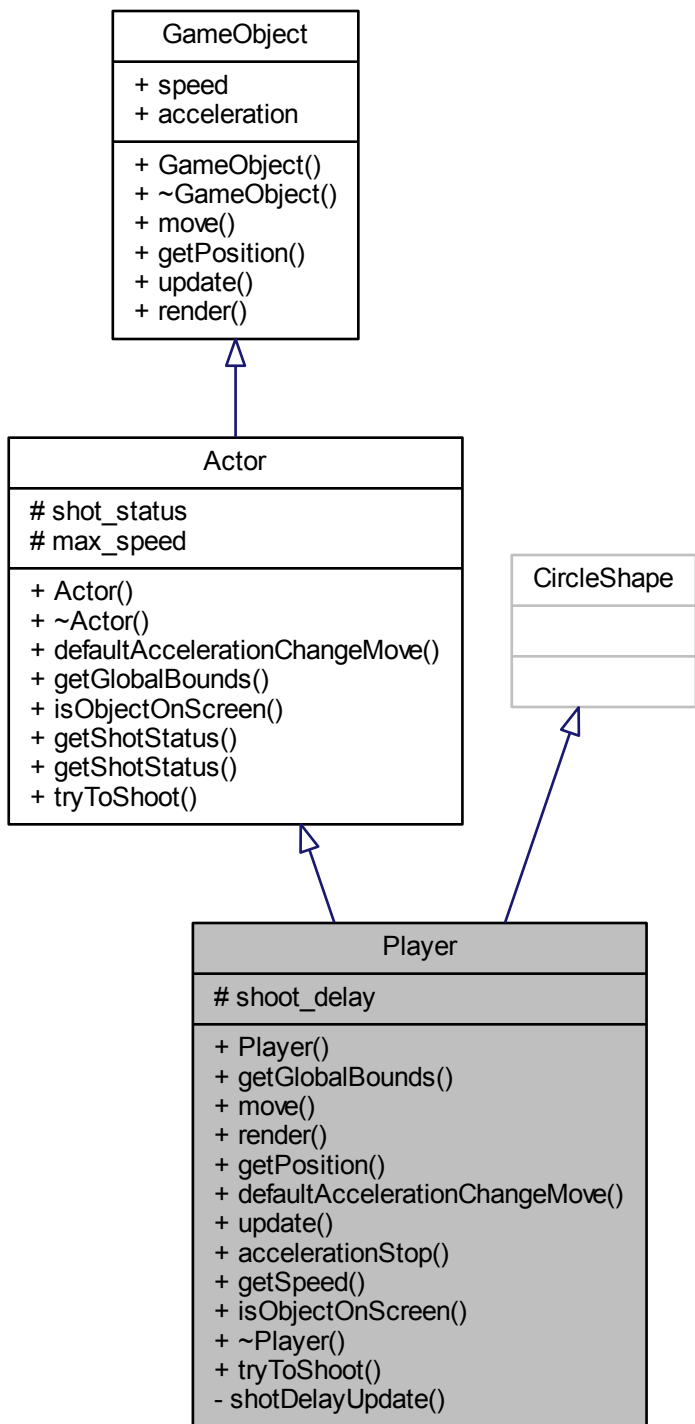 GameObject
+ speed
+ acceleration
+ GameObject()
+ ~GameObject()
+ move()
+ getPosition()
+ update()
+ render()
Actor
# shot_status
# max_speed
+ Actor()
+ ~Actor()
+ defaultAccelerationChangeMove()
+ getGlobalBounds()
+ isObjectOnScreen()
+ getShotStatus()
+ getShotStatus()
+ tryToShoot()
CircleShape
Player
# shoot_delay
+ Player()
+ getGlobalBounds()
+ move()
+ render()
+ getPosition()
+ defaultAccelerationChangeMove()
+ update()
+ accelerationStop()
+ getSpeed()
+ isObjectOnScreen()
+ ~Player()
+ tryToShoot()
- shotDelayUpdate()